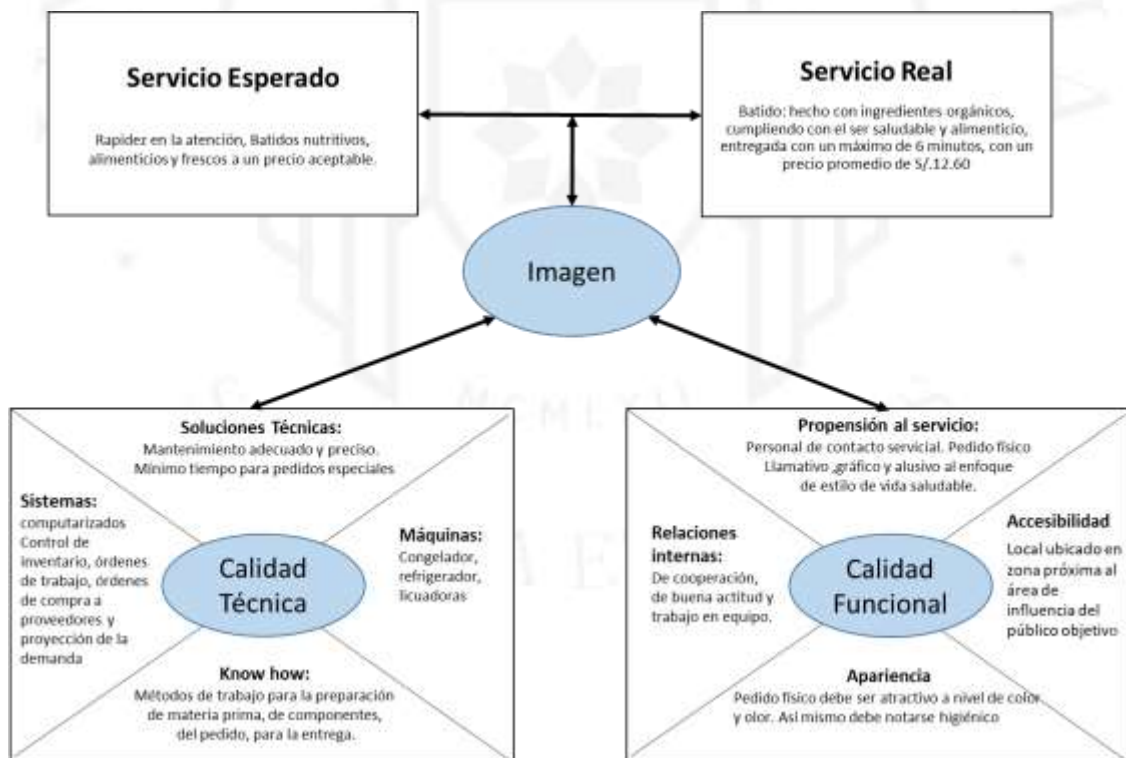 Servicio Esperado
Rapidez en la atención, Batidos nutritivos,
alimenticios y frescos a un precio aceptable.
Servicio Real
Batido: hecho con ingredientes orgánicos,
cumpliendo con el ser saludable y alimenticio,
entregada con un máximo de 6 minutos, con un
precio promedio de S/.12.60
Imagen
Soluciones Técnicas:
Mantenimiento adecuado y preciso.
Mínimo tiempo para pedidos especiales
Sistemas:
computarizados
Control de
inventario, órdenes
de trabajo, órdenes
de compra a
proveedores y
proyección de la
demanda
Calidad
Técnica
Máquinas:
Congelador,
refrigerador,
licuadoras
Know how:
Métodos de trabajo para la preparación
de materia prima, de componentes,
del pedido, para la entrega.
Propensión al servicio:
Personal de contacto servicial. Pedido físico
Llamativo ,gráfico y alusivo al enfoque
de estilo de vida saludable.
Relaciones
internas:
De cooperación,
de buena actitud y
trabajo en equipo.
Calidad
Funcional
Accesibilidad
Local ubicado en
zona próxima al
área de
influencia del
público objetivo
Apariencia
Pedido físico debe ser atractivo a nivel de color
y olor. Así mismo debe notarse higiénico